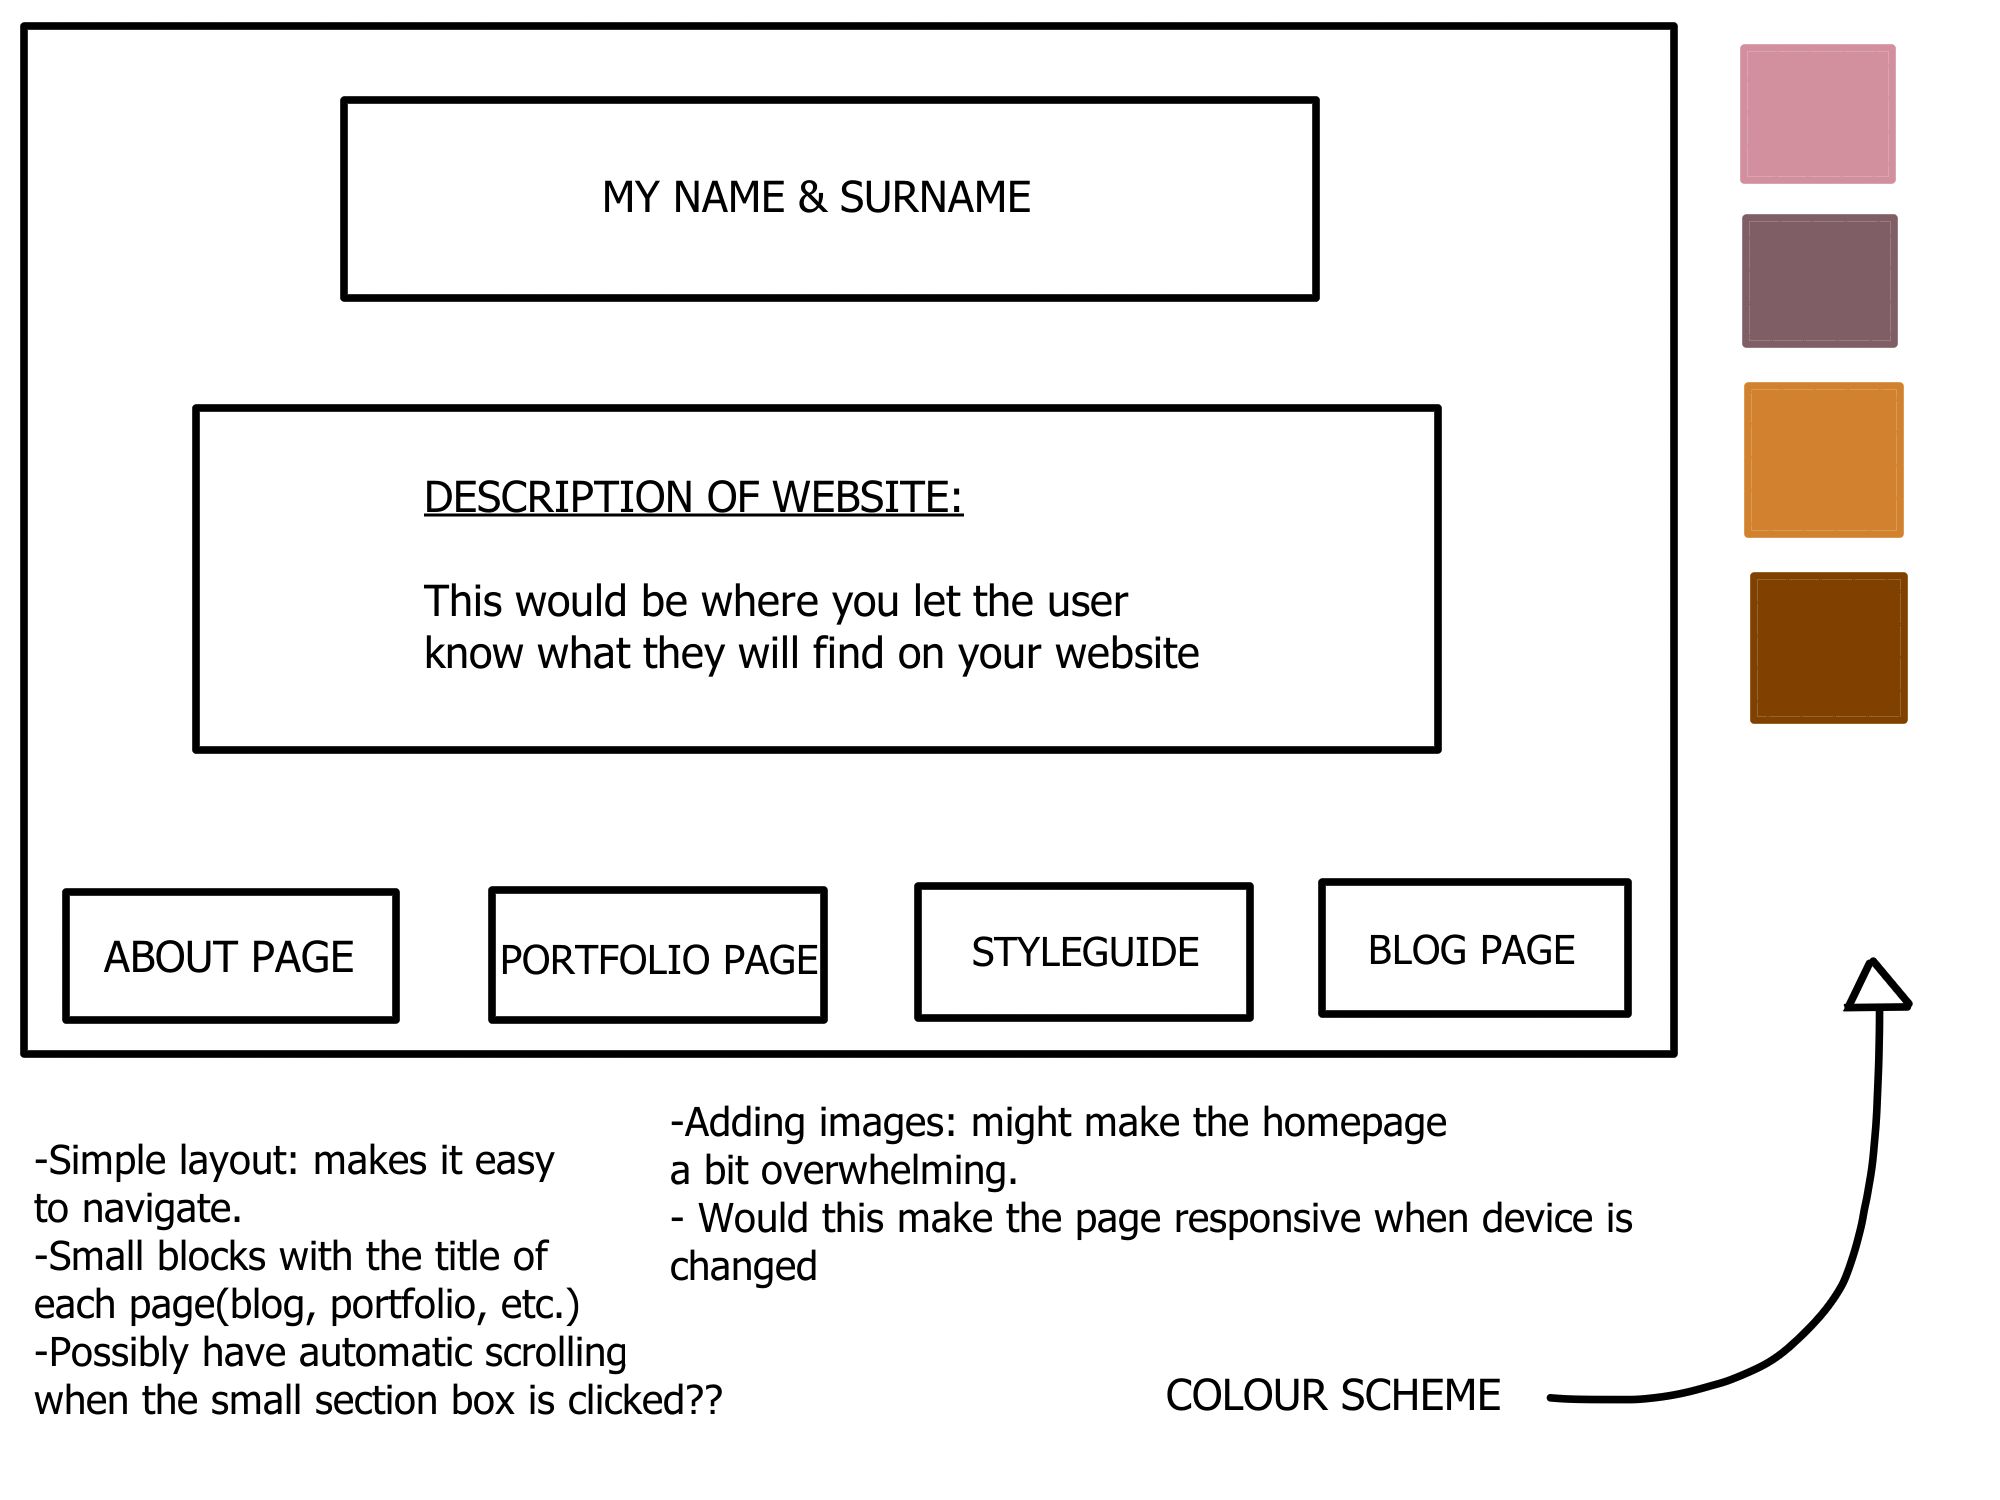 MY NAME & SURNAME
DESCRIPTION OF WEBSITE:
This would be where you let the user
know what they will find on your website
ABOUT PAGE
PORTFOLIO PAGE
STYLEGUIDE
BLOG PAGE
-Simple layout: makes it easy
to navigate.
-Small blocks with the title of
each page(blog, portfolio, etc.)
-Possibly have automatic scrolling
when the small section box is clicked??
-Adding images: might make the homepage
a bit overwhelming.
- Would this make the page responsive when device is
changed
COLOUR SCHEME